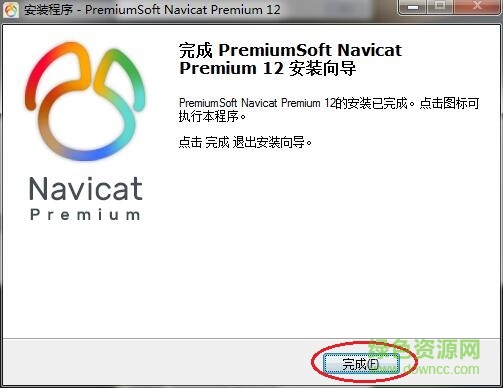 安装程序 - PremiumSoft Navicat Premium 12
完成 PremiumSoft Navicat
Premium 12 安装向导
PremiumSoft Navicat Premium 12的安装已完成。点击图标可
执行本程序。
点击 完成 退出安装向导。
Navicat
Premium
完成(F)
绿色资源网
www.downcc.com